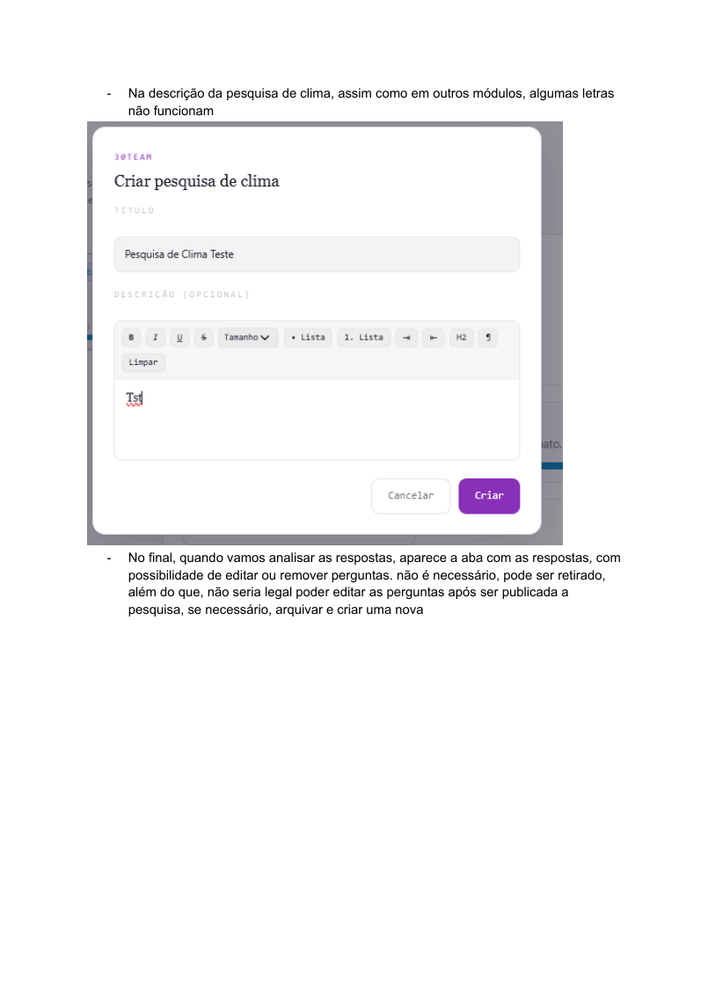 - Na descrição da pesquisa de clima, assim como em outros módulos, algumas letras
não funcionam
30TEAM
Criar pesquisa de clima
TÍTULO
Pesquisa de Clima Teste
DESCRIÇÃO (OPCIONAL)
B I U S Tamanho • Lista 1. Lista ⇥ ⇤ H2 ¶
Limpar
Tst
nato.
Cancelar Criar
- No final, quando vamos analisar as respostas, aparece a aba com as respostas, com
possibilidade de editar ou remover perguntas. não é necessário, pode ser retirado,
além do que, não seria legal poder editar as perguntas após ser publicada a
pesquisa, se necessário, arquivar e criar uma nova